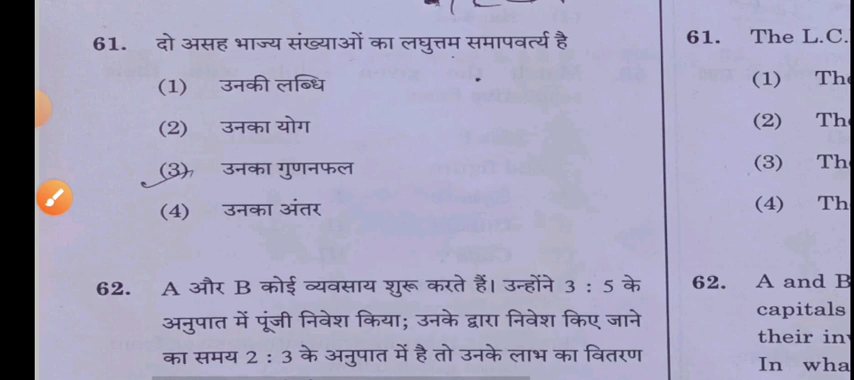 61. दो असह भाज्य संख्याओं का लघुत्तम समापवर्त्य है
(1) उनकी लब्धि
(2) उनका योग
(3) उनका गुणनफल
(4) उनका अंतर
62. A और B कोई व्यवसाय शुरू करते हैं। उन्होंने 3 : 5 के
अनुपात में पूंजी निवेश किया; उनके द्वारा निवेश किए जाने
का समय 2 : 3 के अनुपात में है तो उनके लाभ का वितरण
61. The L.C.
(1) Th
(2) Th
(3) Th
(4) Th
62. A and B
capitals
their in
In wha